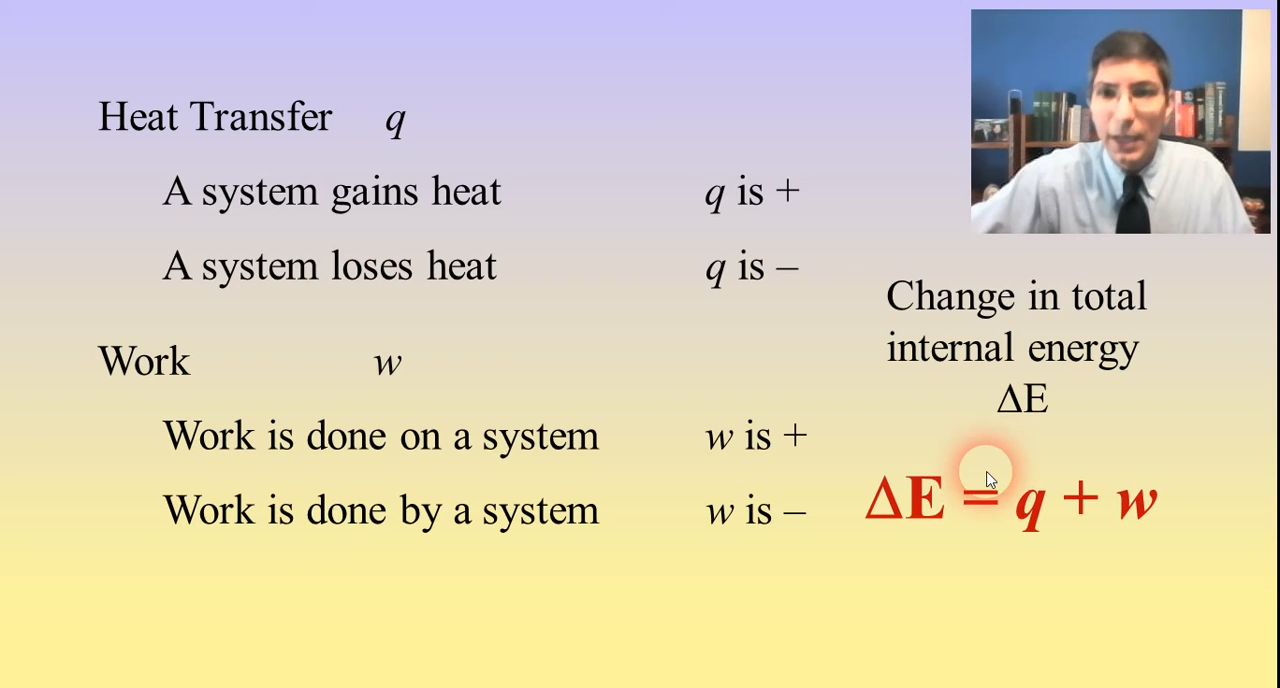 Heat Transfer q
A system gains heat q is +
A system loses heat q is –
Work w
Work is done on a system w is +
Work is done by a system w is –
Change in total
internal energy
ΔE
ΔE = q + w